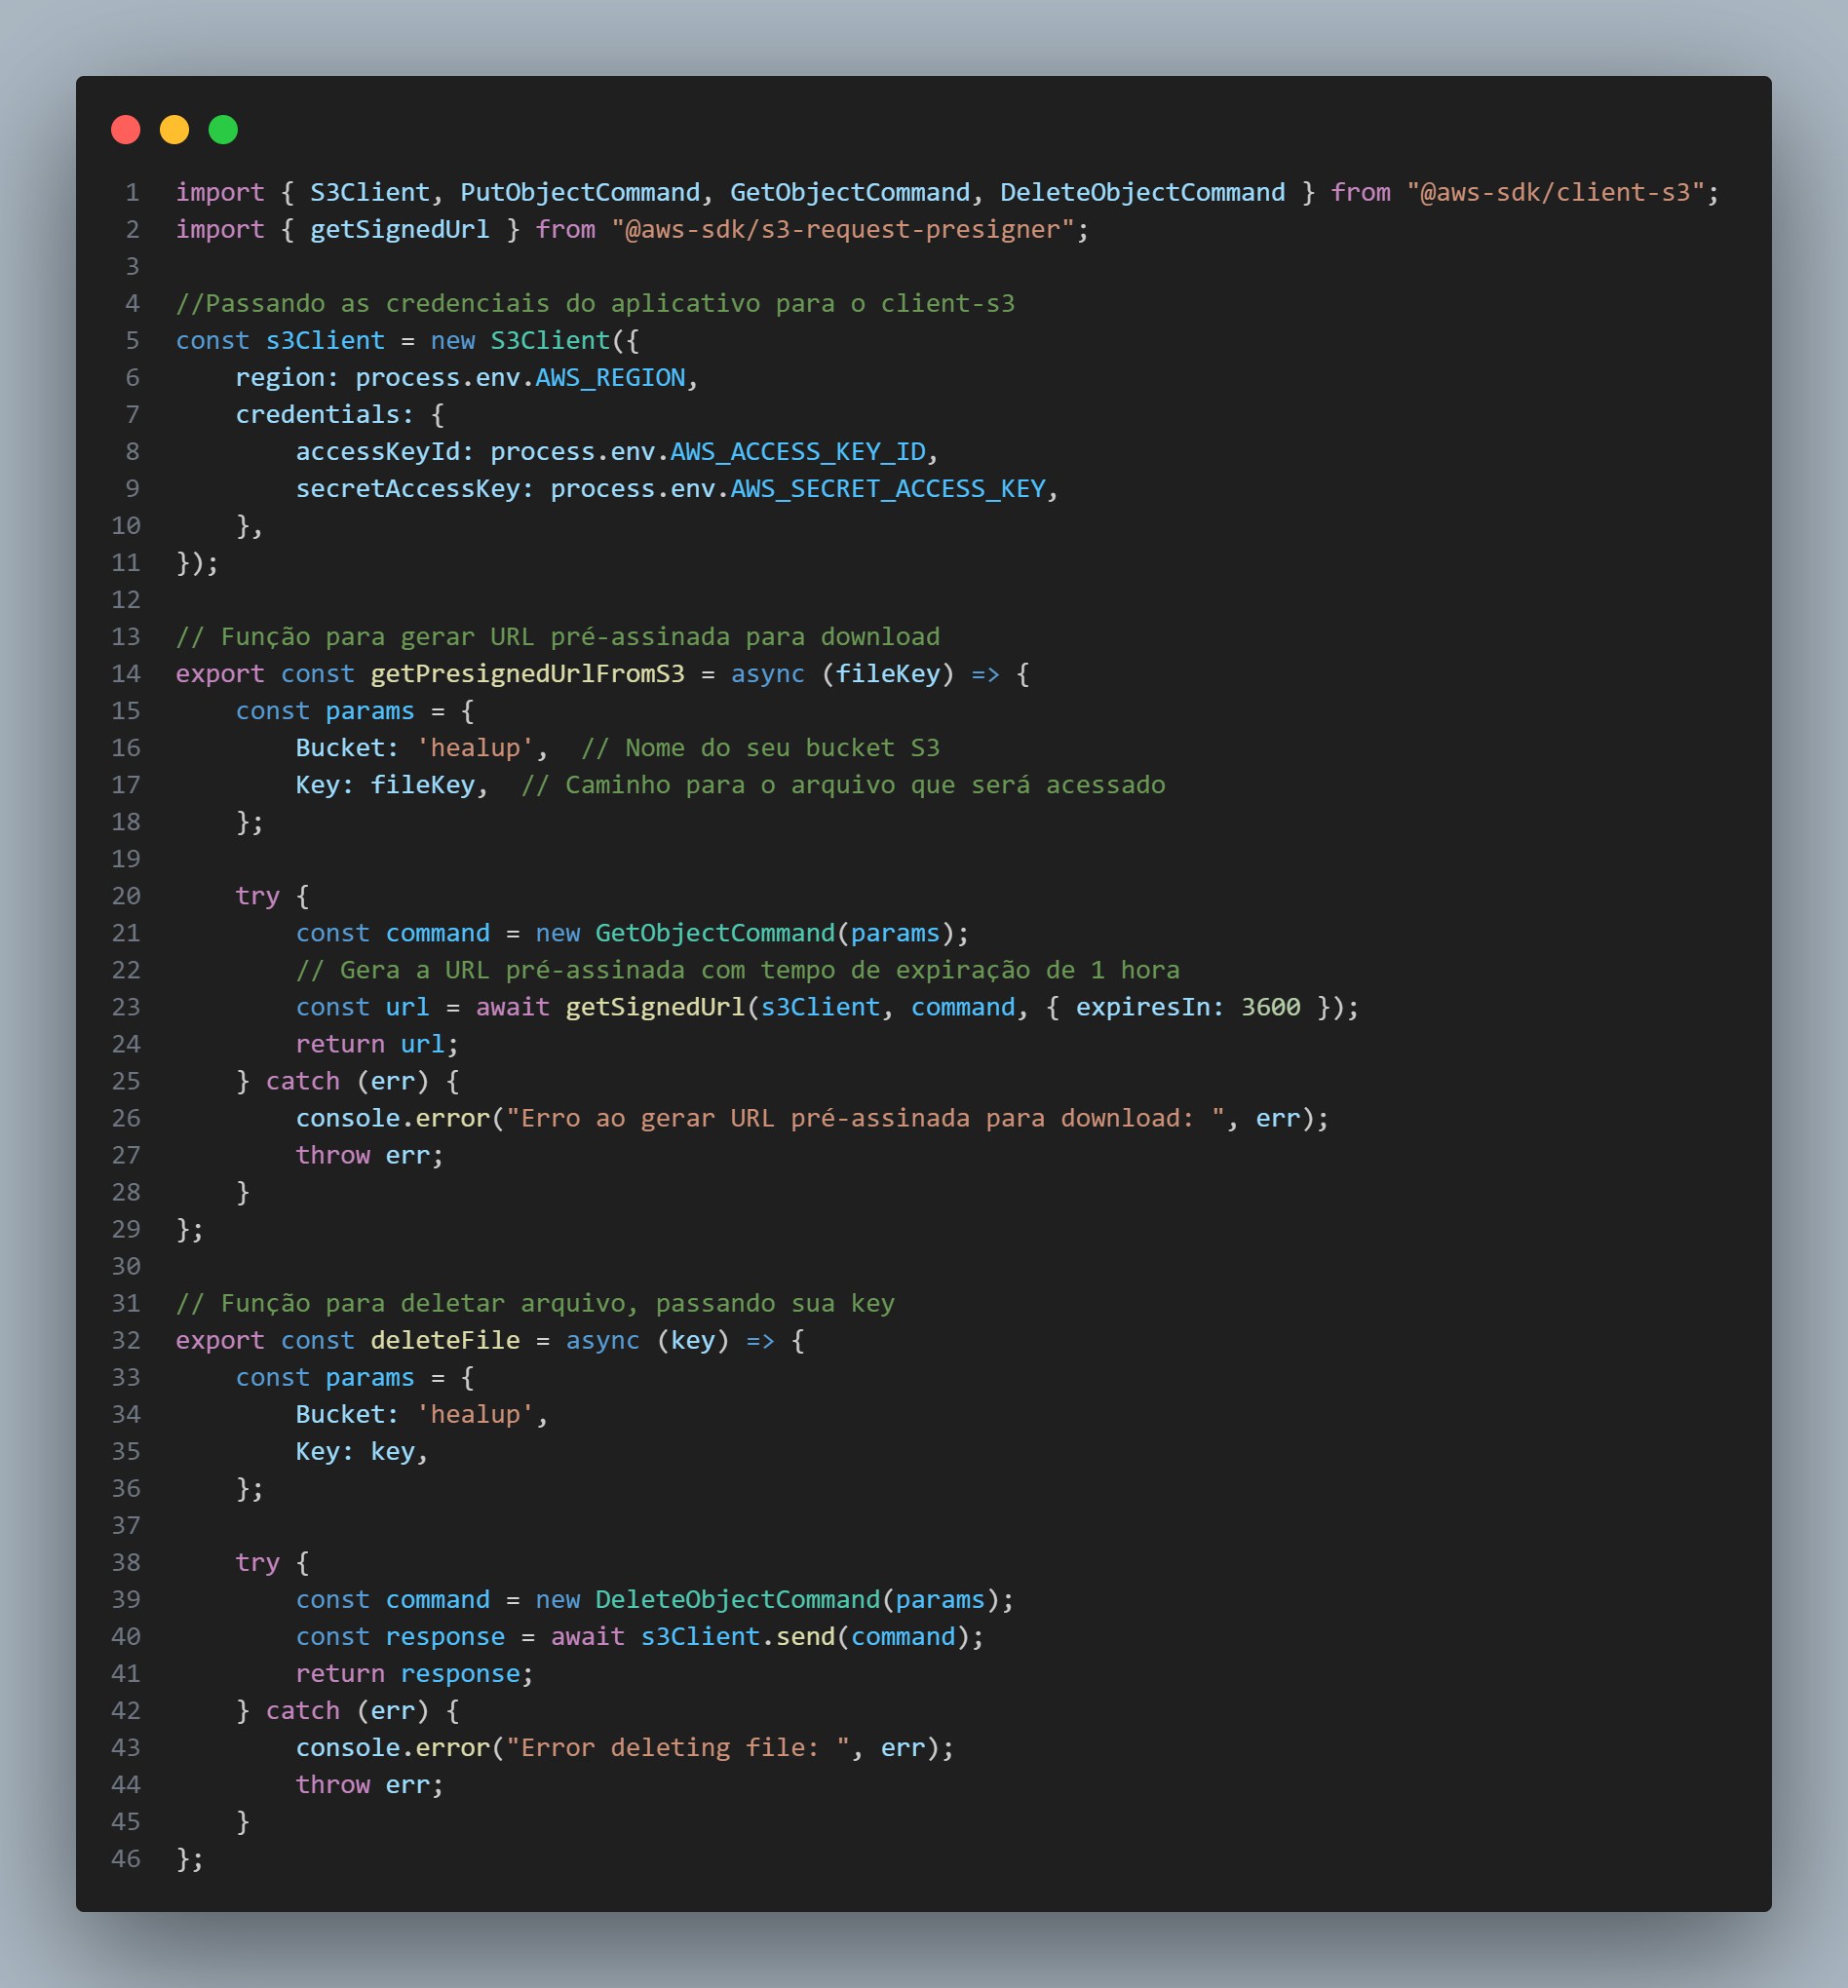 1 import { S3Client, PutObjectCommand, GetObjectCommand, DeleteObjectCommand } from "@aws-sdk/client-s3";
2 import { getSignedUrl } from "@aws-sdk/s3-request-presigner";
3
4 //Passando as credenciais do aplicativo para o client-s3
5 const s3Client = new S3Client({
6     region: process.env.AWS_REGION,
7     credentials: {
8         accessKeyId: process.env.AWS_ACCESS_KEY_ID,
9         secretAccessKey: process.env.AWS_SECRET_ACCESS_KEY,
10     },
11 });
12
13 // Função para gerar URL pré-assinada para download
14 export const getPresignedUrlFromS3 = async (fileKey) => {
15     const params = {
16         Bucket: 'healup',  // Nome do seu bucket S3
17         Key: fileKey,  // Caminho para o arquivo que será acessado
18     };
19
20     try {
21         const command = new GetObjectCommand(params);
22         // Gera a URL pré-assinada com tempo de expiração de 1 hora
23         const url = await getSignedUrl(s3Client, command, { expiresIn: 3600 });
24         return url;
25     } catch (err) {
26         console.error("Erro ao gerar URL pré-assinada para download: ", err);
27         throw err;
28     }
29 };
30
31 // Função para deletar arquivo, passando sua key
32 export const deleteFile = async (key) => {
33     const params = {
34         Bucket: 'healup',
35         Key: key,
36     };
37
38     try {
39         const command = new DeleteObjectCommand(params);
40         const response = await s3Client.send(command);
41         return response;
42     } catch (err) {
43         console.error("Error deleting file: ", err);
44         throw err;
45     }
46 };